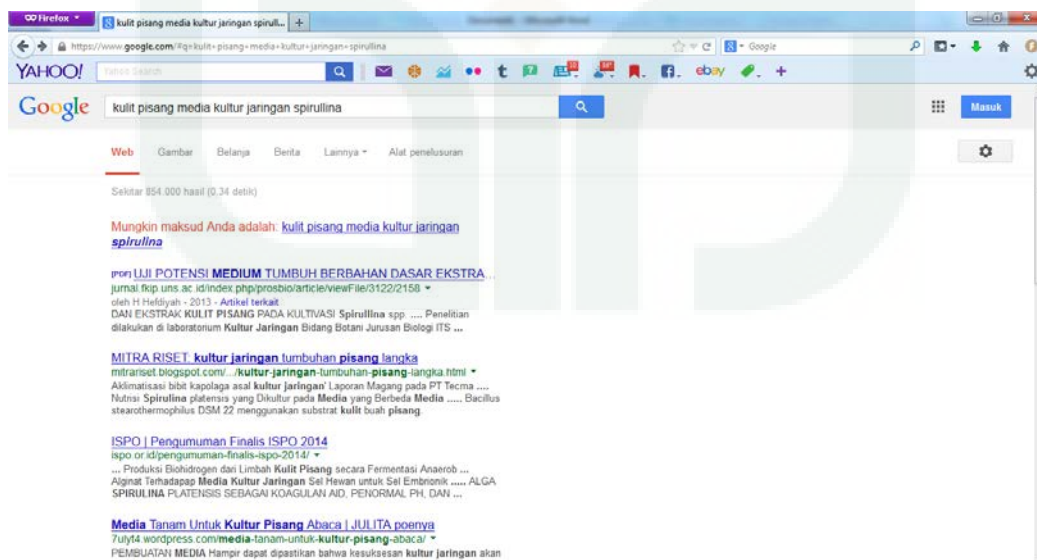 Firefox
kulit pisang media kultur jaringan spirull...
https://www.google.com/#q=kulit+pisang+media+kultur+jaringan+spirullina
Google
YAHOO!
Yahoo Search
ebay
Google
kulit pisang media kultur jaringan spirullina
Masuk
Web Gambar Belanja Berita Lainnya Alat penelusuran
Sekitar 854.000 hasil (0,34 detik)
Mungkin maksud Anda adalah: kulit pisang media kultur jaringan
spirulina
[PDF] UJI POTENSI MEDIUM TUMBUH BERBAHAN DASAR EKSTRA...
jurnal.fkip.uns.ac.id/index.php/prosbio/article/viewFile/3122/2158
oleh H Hefdiyah - 2013 - Artikel terkait
DAN EKSTRAK KULIT PISANG PADA KULTIVASI Spirullina spp. .... Penelitian
dilakukan di laboratorium Kultur Jaringan Bidang Botani Jurusan Biologi ITS ...
MITRA RISET: kultur jaringan tumbuhan pisang langka
mitrariset.blogspot.com/.../kultur-jaringan-tumbuhan-pisang-langka.html
Aklimatisasi bibit kapolaga asal kultur jaringan' Laporan Magang pada PT Tecma ....
Nutrisi Spirulina platensis yang Dikultur pada Media yang Berbeda Media ..... Bacillus
stearothermophilus DSM 22 menggunakan substrat kulit buah pisang.
ISPO | Pengumuman Finalis ISPO 2014
ispo.or.id/pengumuman-finalis-ispo-2014/
... Produksi Biohidrogen dari Limbah Kulit Pisang secara Fermentasi Anaerob ...
Alginat Terhadapap Media Kultur Jaringan Sel Hewan untuk Sel Embrionik ..... ALGA
SPIRULINA PLATENSIS SEBAGAI KOAGULAN AID, PENORMAL PH, DAN ...
Media Tanam Untuk Kultur Pisang Abaca | JULITA poenya
7ulyt4.wordpress.com/media-tanam-untuk-kultur-pisang-abaca/
PEMBUATAN MEDIA Hampir dapat dipastikan bahwa kesuksesan kultur jaringan akan